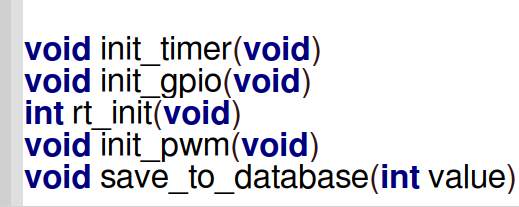 void init_timer(void)
void init_gpio(void)
int rt_init(void)
void init_pwm(void)
void save_to_database(int value)